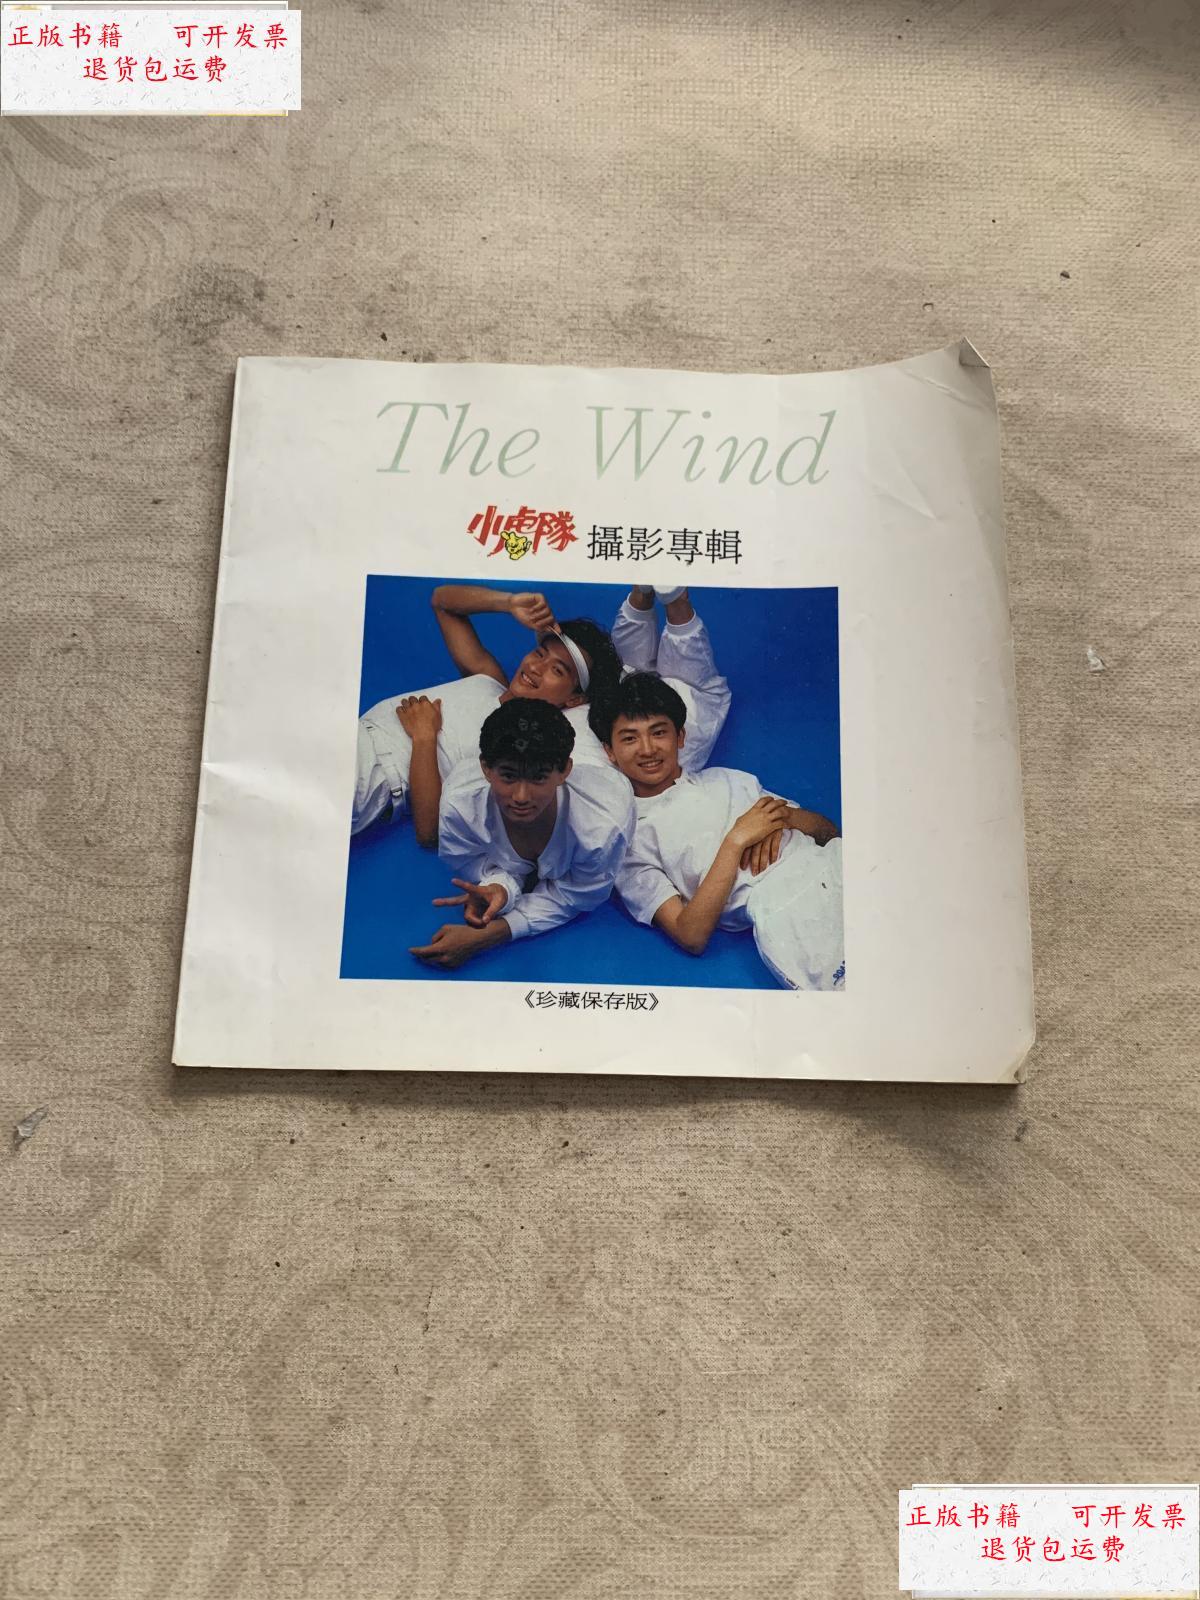 正版书籍 可开发票
退货包运费
The Wind
小虎隊 攝影專輯
《珍藏保存版》
正版书籍 可开发票
退货包运费